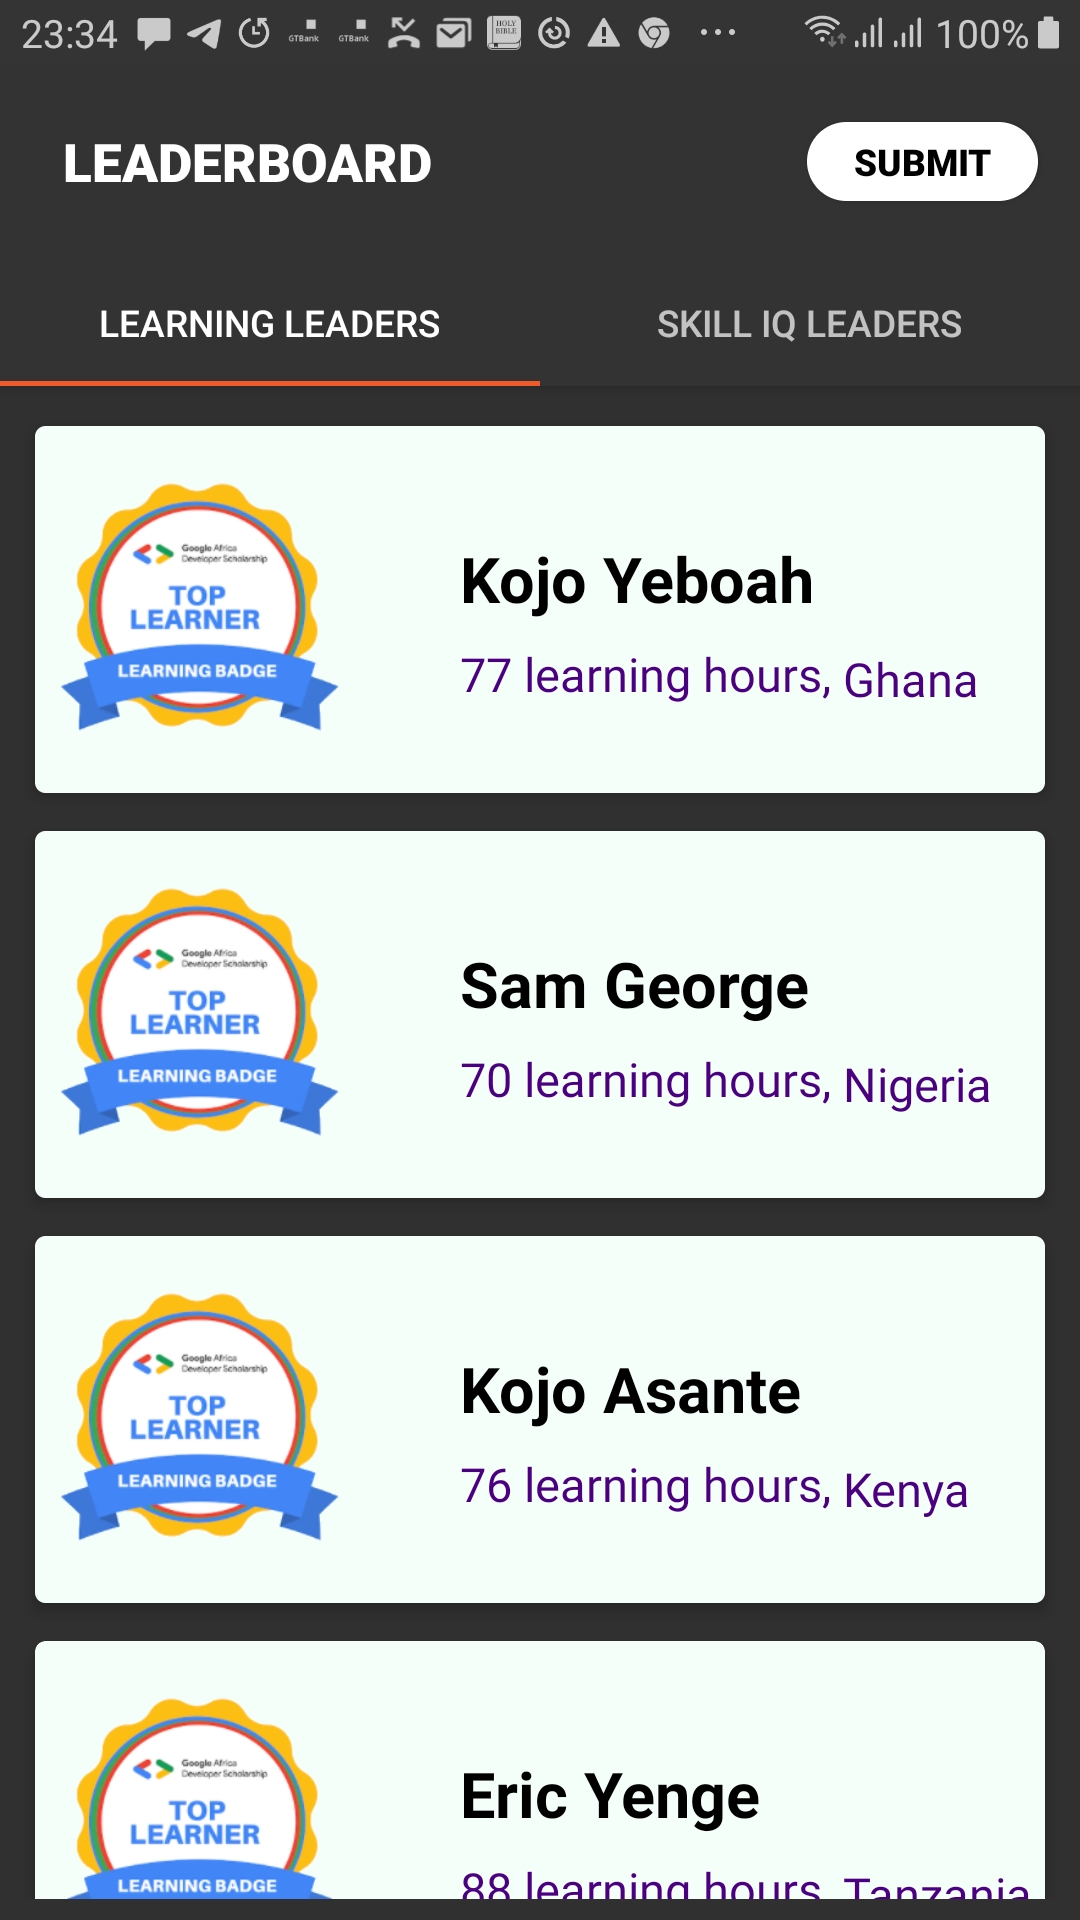 23:34 GTBank GTBank HOLY BIBLE 100%
LEADERBOARD SUBMIT
LEARNING LEADERS SKILL IQ LEADERS
Google Africa
Developer Scholarship
TOP
LEARNER
LEARNING BADGE
Kojo Yeboah
77 learning hours, Ghana
Google Africa
Developer Scholarship
TOP
LEARNER
LEARNING BADGE
Sam George
70 learning hours, Nigeria
Google Africa
Developer Scholarship
TOP
LEARNER
LEARNING BADGE
Kojo Asante
76 learning hours, Kenya
Google Africa
Developer Scholarship
TOP
LEARNER
LEARNING BADGE
Eric Yenge
88 learning hours, Tanzania